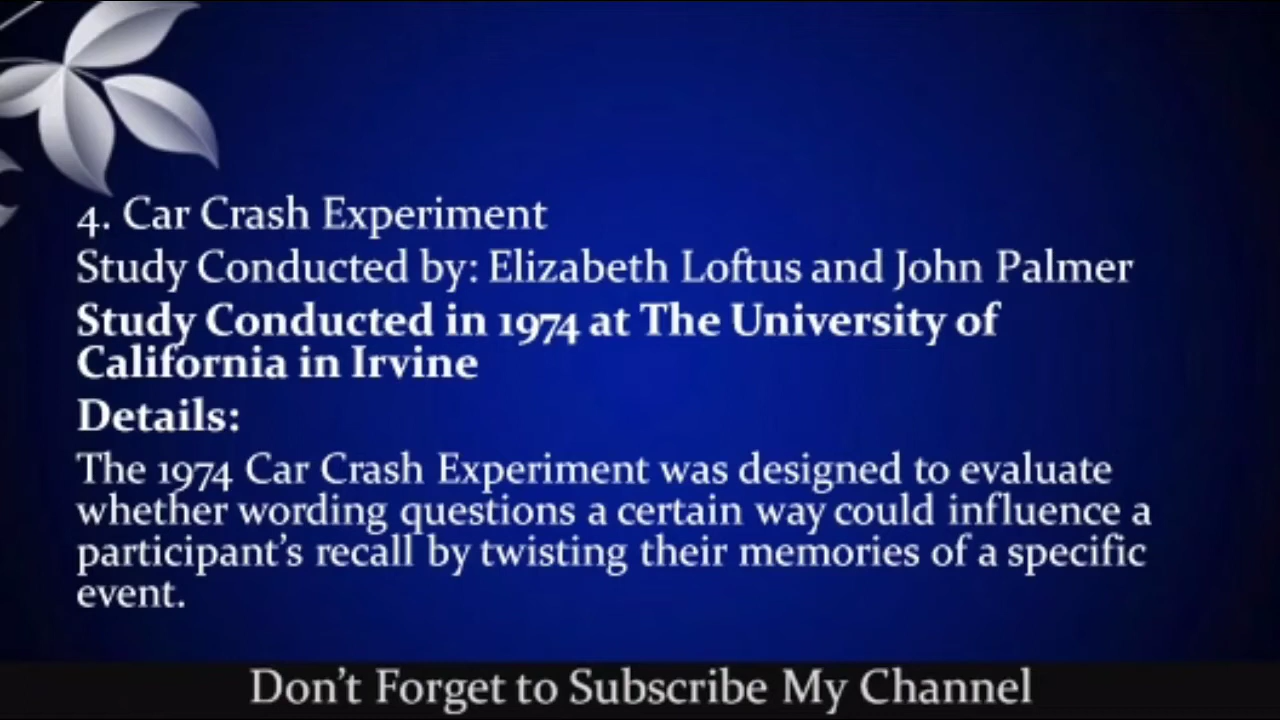 4. Car Crash Experiment
Study Conducted by: Elizabeth Loftus and John Palmer
Study Conducted in 1974 at The University of
California in Irvine
Details:
The 1974 Car Crash Experiment was designed to evaluate
whether wording questions a certain way could influence a
participant’s recall by twisting their memories of a specific
event.
Don’t Forget to Subscribe My Channel